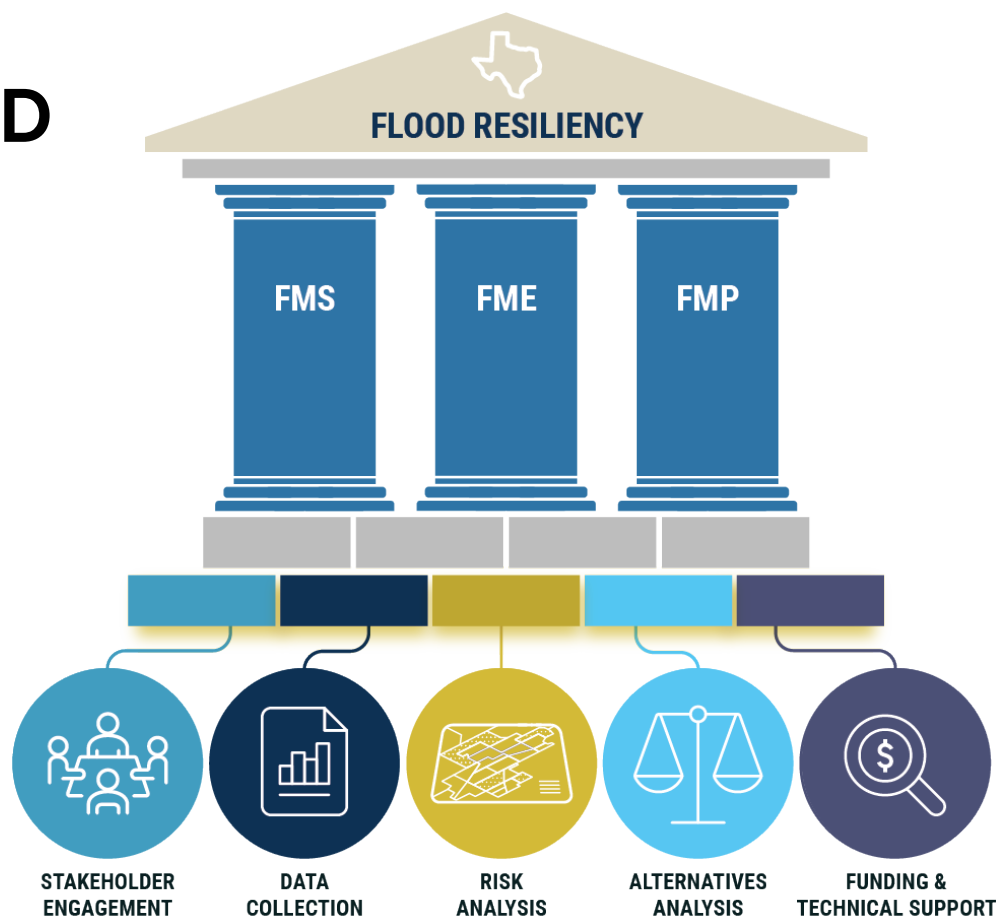 D
FLOOD RESILIENCY
FMS
FME
FMP
$
STAKEHOLDER
ENGAGEMENT
DATA
COLLECTION
RISK
ANALYSIS
ALTERNATIVES
ANALYSIS
FUNDING &
TECHNICAL SUPPORT